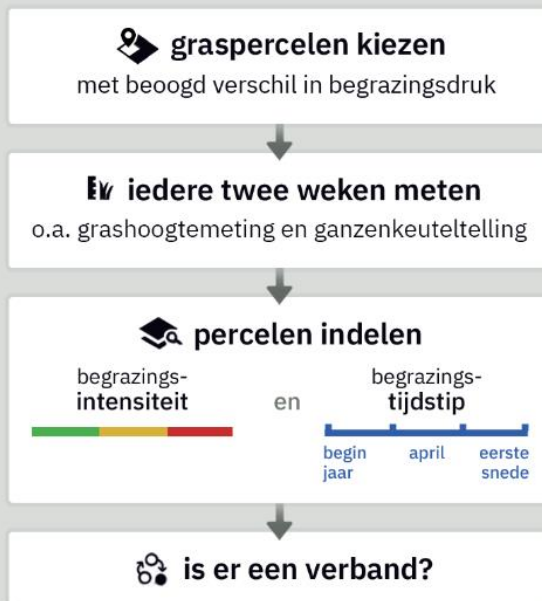 graspercelen kiezen
met beoogd verschil in begrazingsdruk
iedere twee weken meten
o.a. grashoogtemeting en ganzenkeuteltelling
percelen indelen
begrazings-
intensiteit
en
begrazings-
tijdstip
begin
jaar
april
eerste
snede
is er een verband?